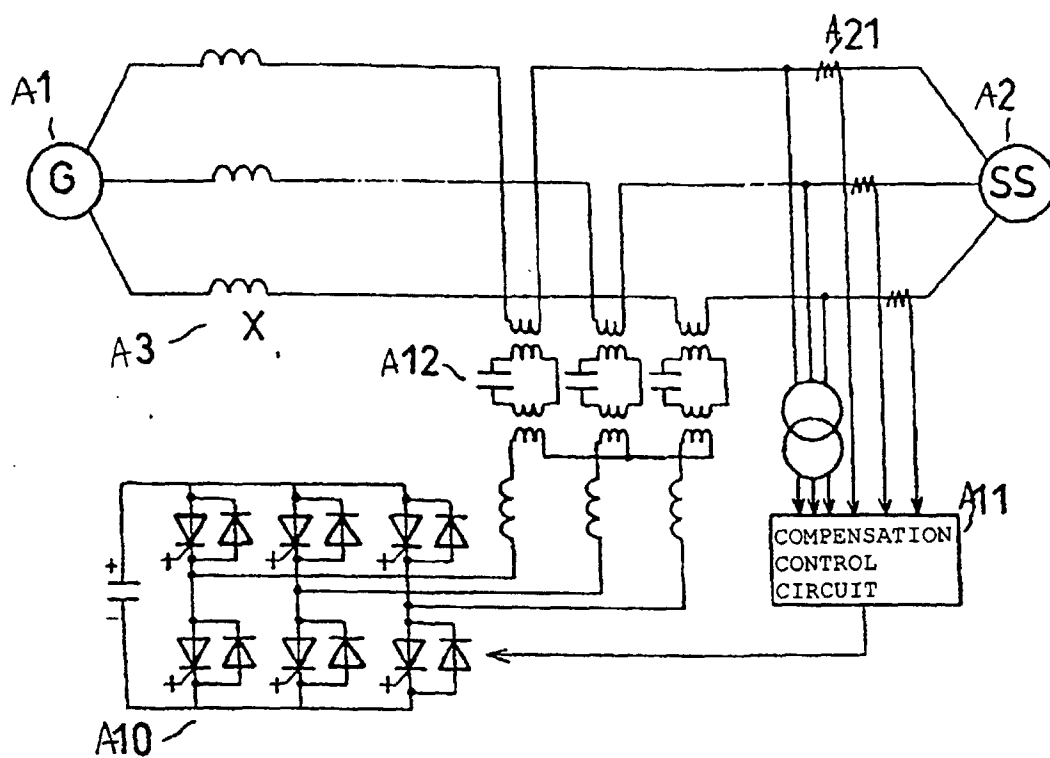 A21
A1
A2
G
SS
A3
X
A12
A11
COMPENSATION
CONTROL
CIRCUIT
+
-
+
+
+
+
+
+
A10